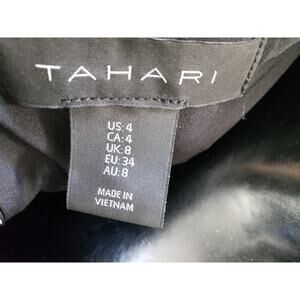 TAHARI
US: 4
CA: 4
UK: 8
EU: 34
AU: 8
MADE IN
VIETNAM